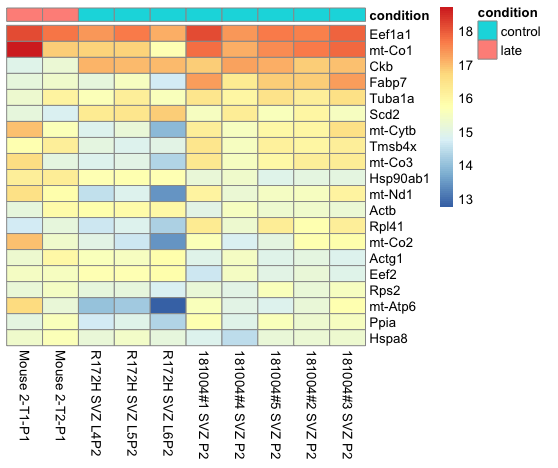 condition
Eef1a1
mt-Co1
Ckb
Fabp7
Tuba1a
Scd2
mt-Cytb
Tmsb4x
mt-Co3
Hsp90ab1
mt-Nd1
Actb
Rpl41
mt-Co2
Actg1
Eef2
Rps2
mt-Atp6
Ppia
Hspa8
Mouse 2-T1-P1
Mouse 2-T2-P1
R172H SVZ L4P2
R172H SVZ L5P2
R172H SVZ L6P2
181004#1 SVZ P2
181004#4 SVZ P2
181004#5 SVZ P2
181004#2 SVZ P2
181004#3 SVZ P2
18
17
16
15
14
13
condition
control
late